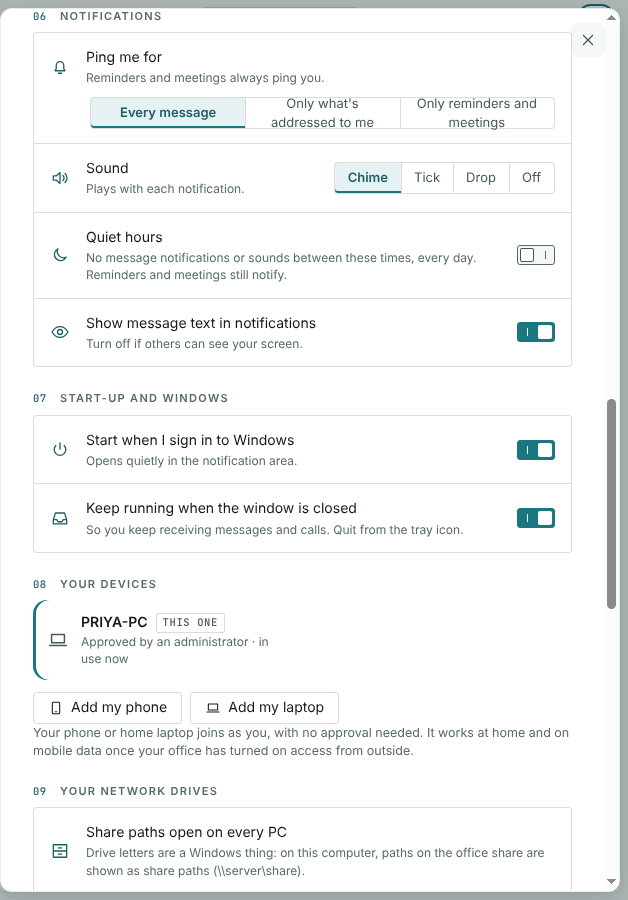 06 NOTIFICATIONS
Ping me for
Reminders and meetings always ping you.
Every message
Only what's
addressed to me
Only reminders and
meetings
Sound
Plays with each notification.
Chime Tick Drop Off
Quiet hours
No message notifications or sounds between these times, every day.
Reminders and meetings still notify.
Show message text in notifications
Turn off if others can see your screen.
07 START-UP AND WINDOWS
Start when I sign in to Windows
Opens quietly in the notification area.
Keep running when the window is closed
So you keep receiving messages and calls. Quit from the tray icon.
08 YOUR DEVICES
PRIYA-PC THIS ONE
Approved by an administrator · in
use now
Add my phone Add my laptop
Your phone or home laptop joins as you, with no approval needed. It works at home and on
mobile data once your office has turned on access from outside.
09 YOUR NETWORK DRIVES
Share paths open on every PC
Drive letters are a Windows thing: on this computer, paths on the office share are
shown as share paths (\\server\share).